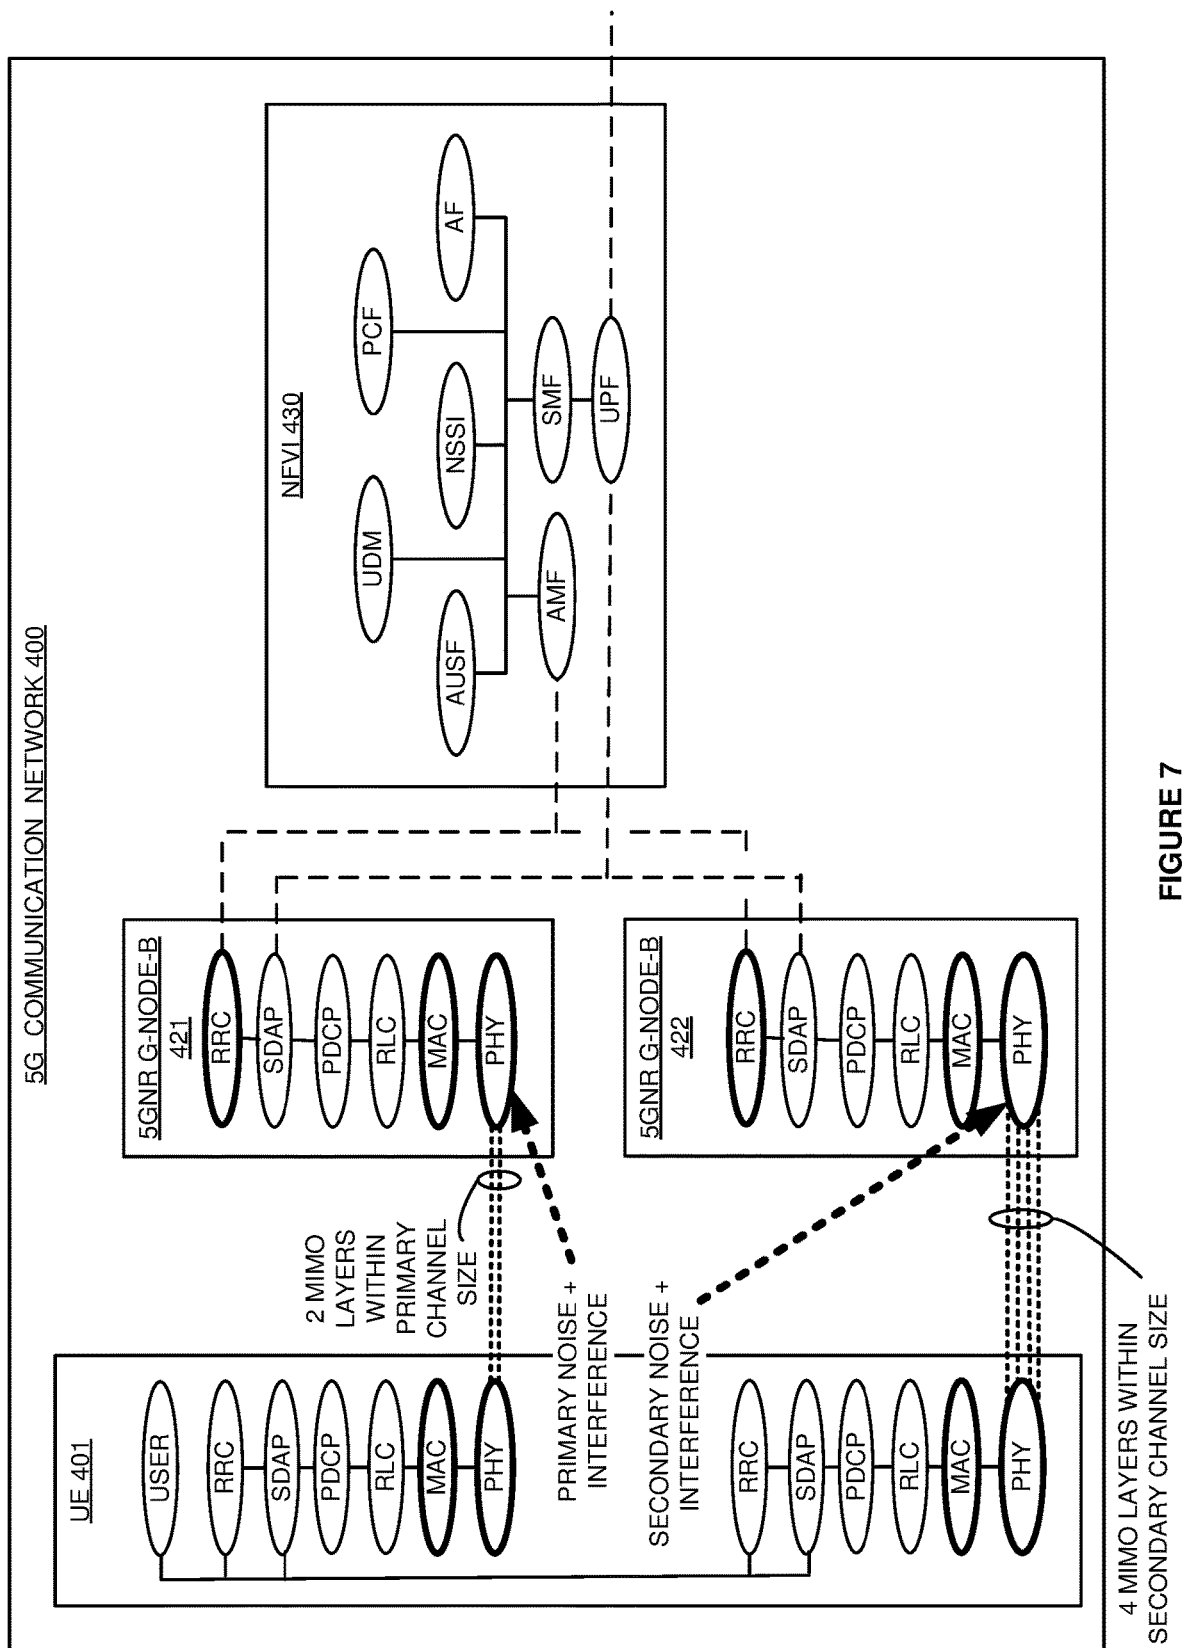 5G COMMUNICATION NETWORK 400
UE 401
USER
RRC
SDAP
PDCP
RLC
MAC
PHY
RRC
SDAP
PDCP
RLC
MAC
PHY
2 MIMO
LAYERS
WITHIN
PRIMARY
CHANNEL
SIZE
PRIMARY NOISE +
INTERFERENCE
SECONDARY NOISE +
INTERFERENCE
4 MIMO LAYERS WITHIN
SECONDARY CHANNEL SIZE
5GNR G-NODE-B
421
RRC
SDAP
PDCP
RLC
MAC
PHY
5GNR G-NODE-B
422
RRC
SDAP
PDCP
RLC
MAC
PHY
NFVI 430
UDM
PCF
AUSF
NSSI
AF
AMF
SMF
UPF
FIGURE 7